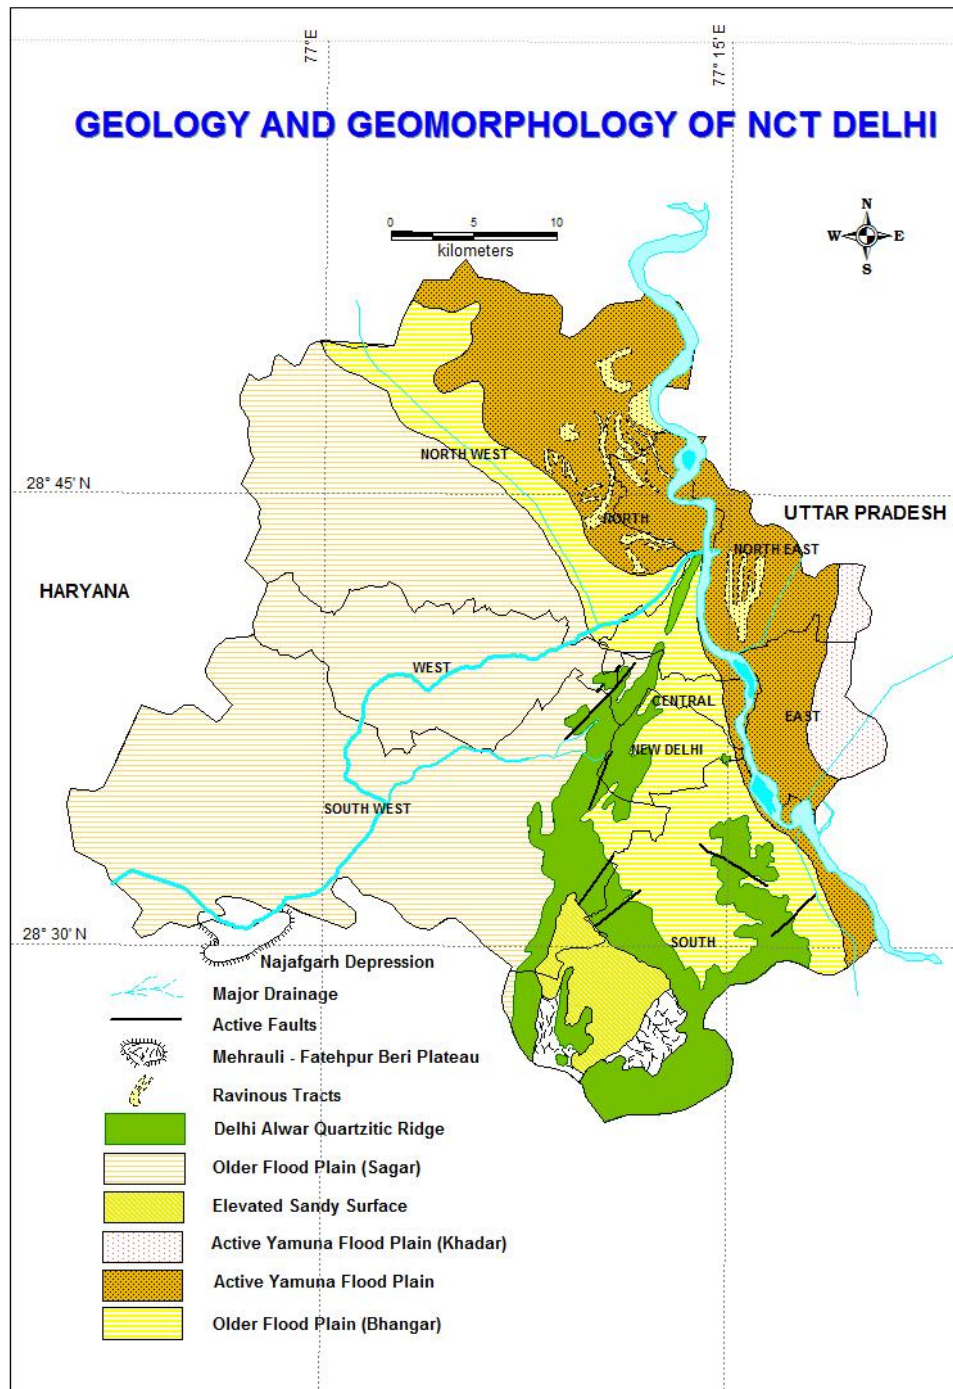 77°E
77° 15' E
GEOLOGY AND GEOMORPHOLOGY OF NCT DELHI
N
W E
S
0 5 10
kilometers
NORTH WEST
28° 45' N
UTTAR PRADESH
NORTH
NORTH EAST
HARYANA
WEST
CENTRAL
EAST
NEW DELHI
SOUTH WEST
28° 30' N
SOUTH
Najafgarh Depression
Major Drainage
Active Faults
Mehrauli - Fatehpur Beri Plateau
Ravinous Tracts
Delhi Alwar Quartzitic Ridge
Older Flood Plain (Sagar)
Elevated Sandy Surface
Active Yamuna Flood Plain (Khadar)
Active Yamuna Flood Plain
Older Flood Plain (Bhangar)